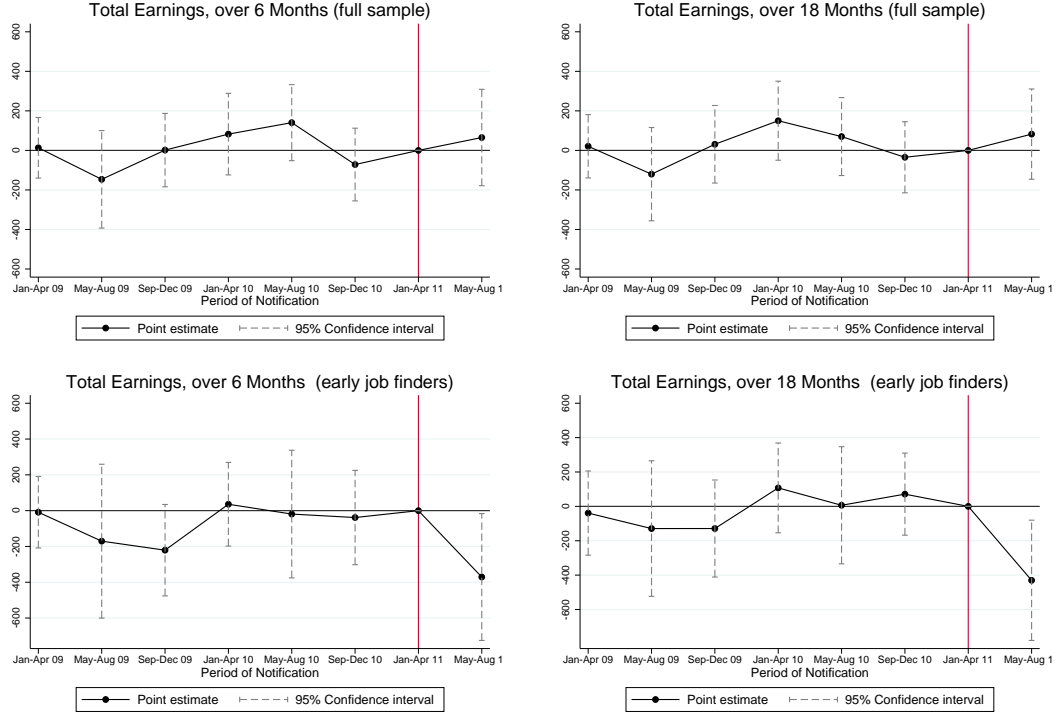 Total Earnings, over 6 Months (full sample)
600
400
200
0
-200
-400
-600
Jan-Apr 09 May-Aug 09 Sep-Dec 09 Jan-Apr 10 May-Aug 10 Sep-Dec 10 Jan-Apr 11 May-Aug 1
Period of Notification
Point estimate 95% Confidence interval
Total Earnings, over 18 Months (full sample)
600
400
200
0
-200
-400
-600
Jan-Apr 09 May-Aug 09 Sep-Dec 09 Jan-Apr 10 May-Aug 10 Sep-Dec 10 Jan-Apr 11 May-Aug 1
Period of Notification
Point estimate 95% Confidence interval
Total Earnings, over 6 Months (early job finders)
600
400
200
0
-200
-400
-600
Jan-Apr 09 May-Aug 09 Sep-Dec 09 Jan-Apr 10 May-Aug 10 Sep-Dec 10 Jan-Apr 11 May-Aug 1
Period of Notification
Point estimate 95% Confidence interval
Total Earnings, over 18 Months (early job finders)
600
400
200
0
-200
-400
-600
Jan-Apr 09 May-Aug 09 Sep-Dec 09 Jan-Apr 10 May-Aug 10 Sep-Dec 10 Jan-Apr 11 May-Aug 1
Period of Notification
Point estimate 95% Confidence interval